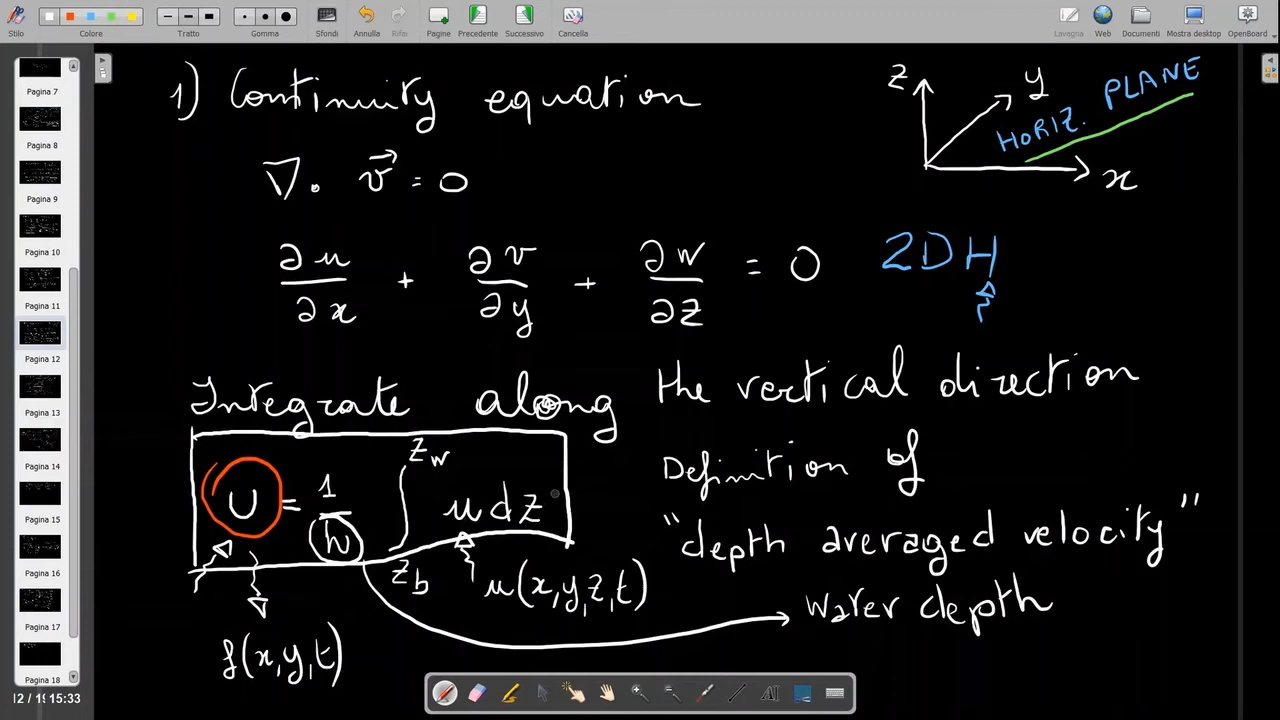 Stilo
Colore
Tratto
Gomma
Sfondi
Annulla
Rifai
Pagine
Precedente
Successivo
Cancella
Lavagna
Web
Documenti
Mostra desktop
OpenBoard
Pagina 7
Pagina 8
Pagina 9
Pagina 10
Pagina 11
Pagina 12
Pagina 13
Pagina 14
Pagina 15
Pagina 16
Pagina 17
Pagina 18
15:33
1) Continuity equation
z y x
HORIZ. PLANE
∇ · v⃗ = 0
∂u/∂x + ∂v/∂y + ∂w/∂z = 0 2DH
Integrate along the vertical direction
U = 1/h ∫_{z_b}^{z_w} u dz
Definition of
"depth averaged velocity"
u(x,y,z,t)
water depth
f(x,y,t)